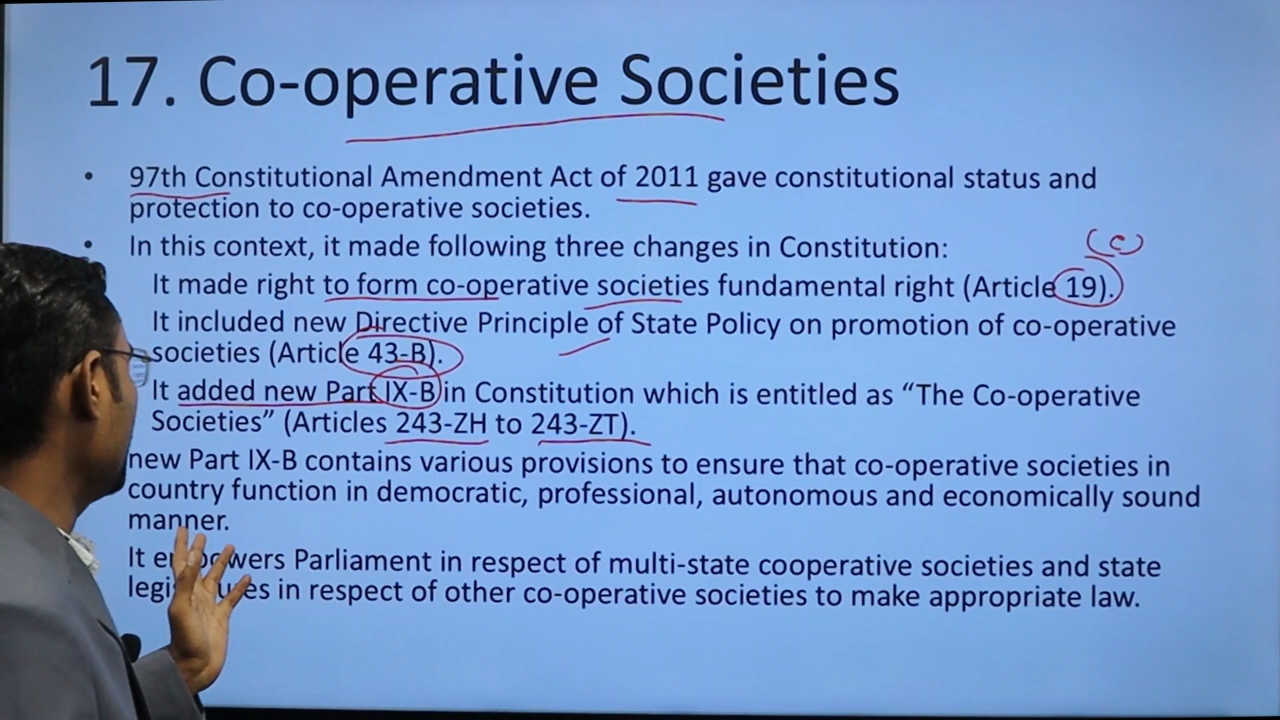 17. Co-operative Societies
• 97th Constitutional Amendment Act of 2011 gave constitutional status and
protection to co-operative societies.
• In this context, it made following three changes in Constitution:
(c)
It made right to form co-operative societies fundamental right (Article 19).
It included new Directive Principle of State Policy on promotion of co-operative
societies (Article 43-B).
It added new Part IX-B in Constitution which is entitled as “The Co-operative
Societies” (Articles 243-ZH to 243-ZT).
new Part IX-B contains various provisions to ensure that co-operative societies in
country function in democratic, professional, autonomous and economically sound
manner.
It empowers Parliament in respect of multi-state cooperative societies and state
legislatures in respect of other co-operative societies to make appropriate law.